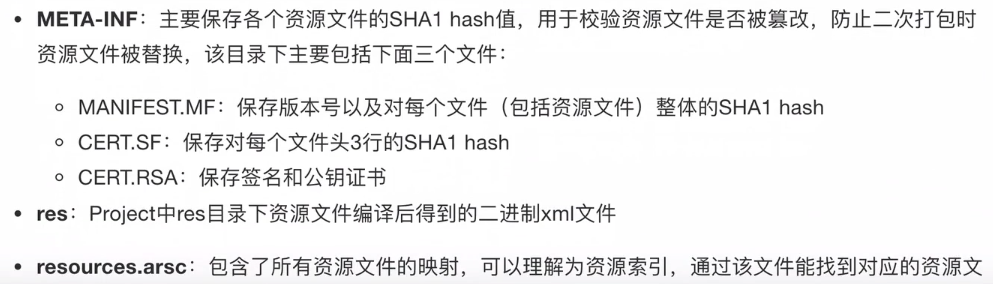 • META-INF：主要保存各个资源文件的SHA1 hash值，用于校验资源文件是否被篡改，防止二次打包时
资源文件被替换，该目录下主要包括下面三个文件：
◦ MANIFEST.MF：保存版本号以及对每个文件（包括资源文件）整体的SHA1 hash
◦ CERT.SF：保存对每个文件头3行的SHA1 hash
◦ CERT.RSA：保存签名和公钥证书
• res：Project中res目录下资源文件编译后得到的二进制xml文件
• resources.arsc：包含了所有资源文件的映射，可以理解为资源索引，通过该文件能找到对应的资源文